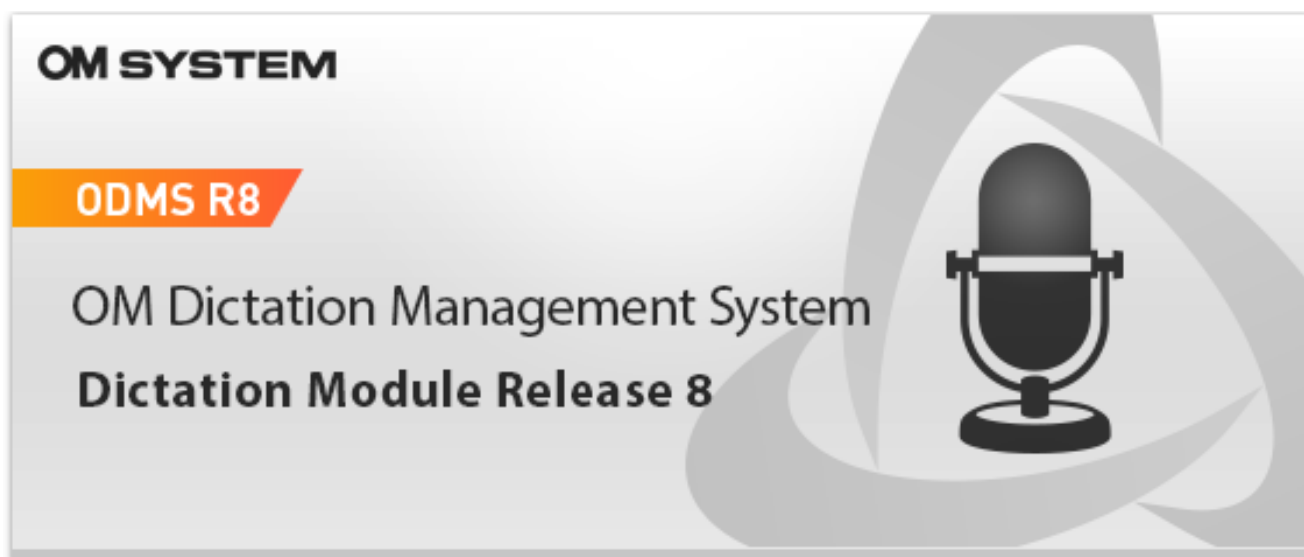 OM SYSTEM
ODMS R8
OM Dictation Management System
Dictation Module Release 8